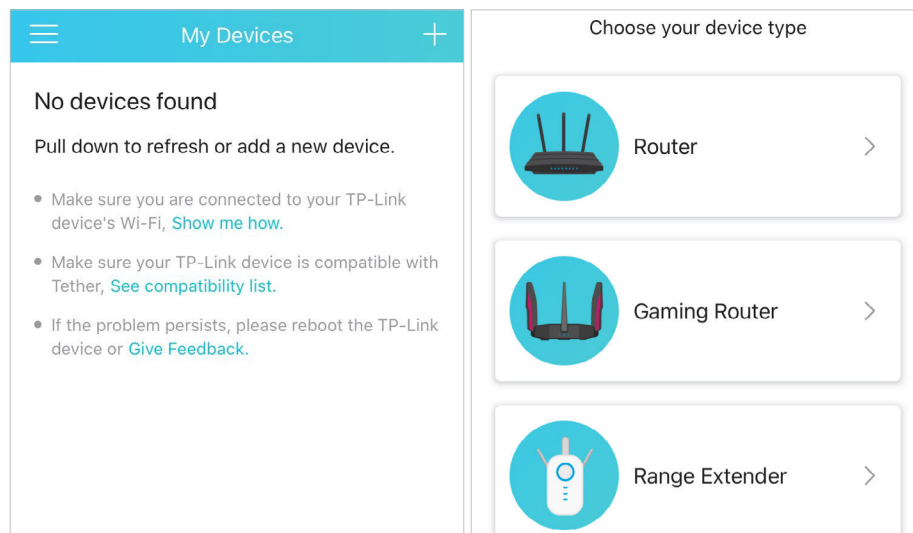 My Devices
No devices found
Pull down to refresh or add a new device.
Make sure you are connected to your TP-Link
device's Wi-Fi, Show me how.
Make sure your TP-Link device is compatible with
Tether, See compatibility list.
If the problem persists, please reboot the TP-Link
device or Give Feedback.
Choose your device type
Router
Gaming Router
Range Extender